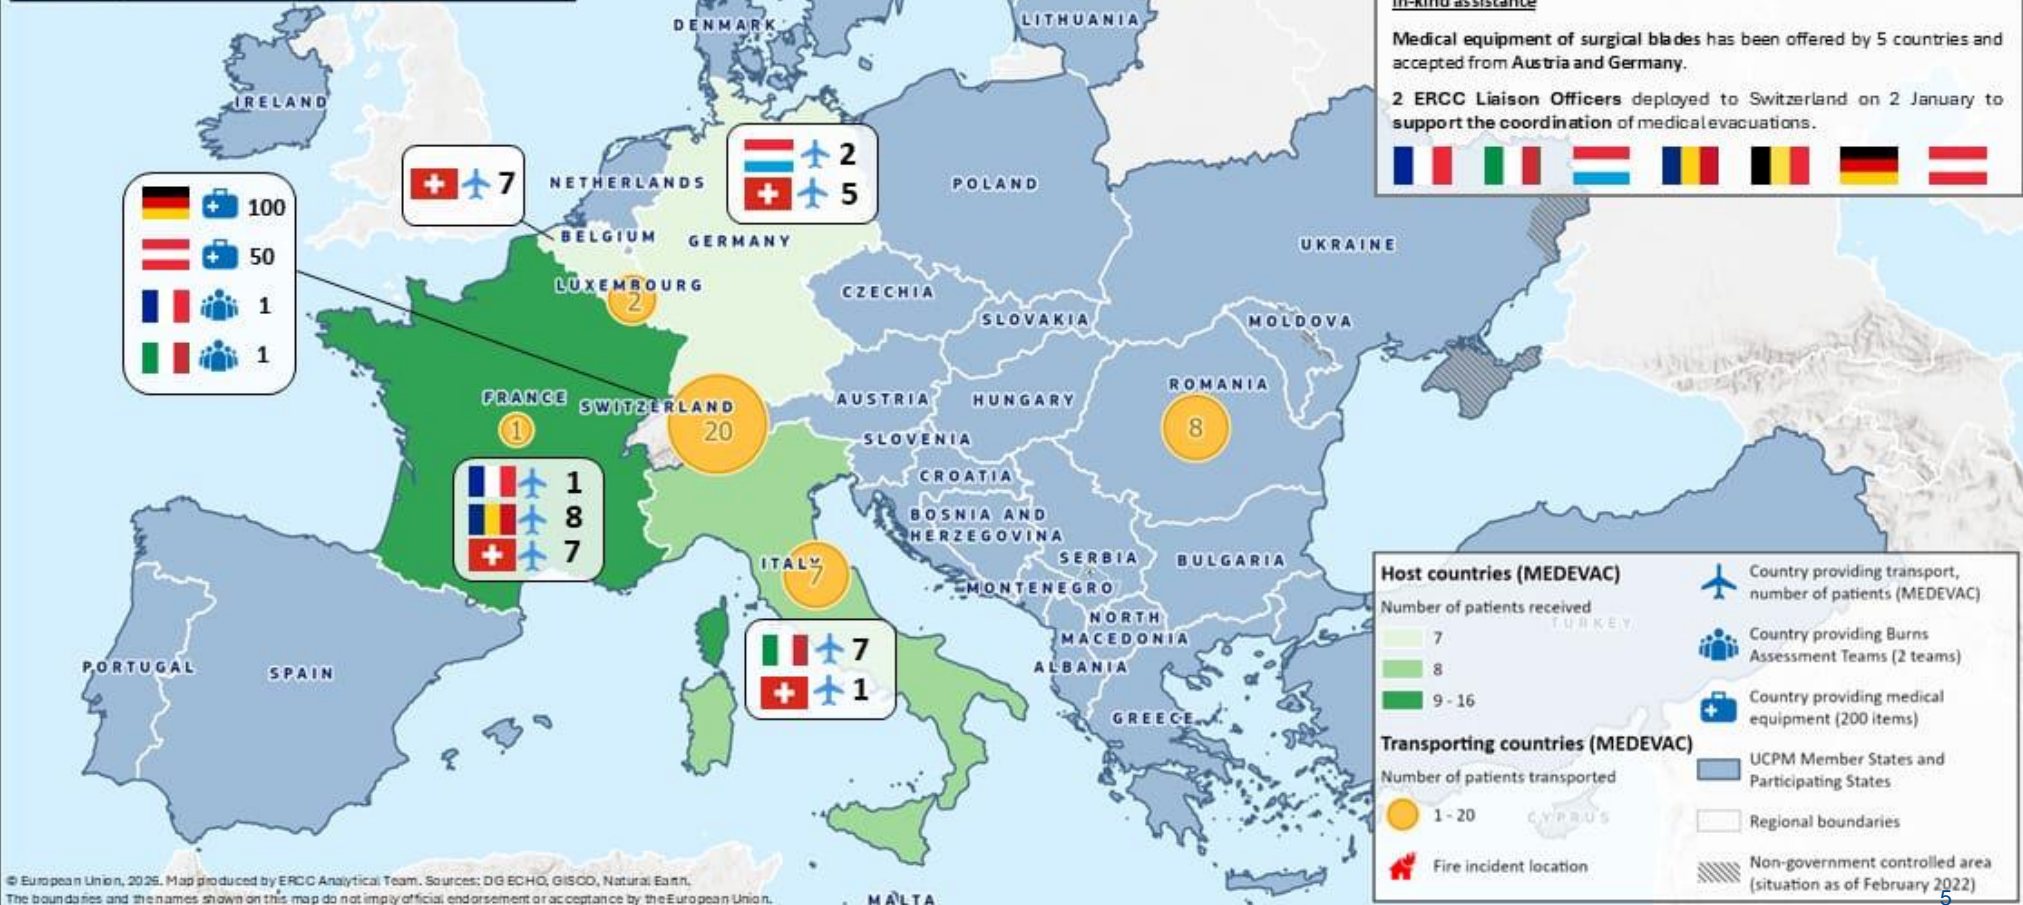 In-kind assistance
Medical equipment of surgical blades has been offered by 5 countries and
accepted from Austria and Germany.
2 ERCC Liaison Officers deployed to Switzerland on 2 January to
support the coordination of medical evacuations.
DENMARK
LITHUANIA
IRELAND
7
2
5
NETHERLANDS
POLAND
100
50
1
1
BELGIUM
GERMANY
UKRAINE
LUXEMBOURG
2
CZECHIA
SLOVAKIA
MOLDOVA
FRANCE
1
SWITZERLAND
20
AUSTRIA
HUNGARY
ROMANIA
8
SLOVENIA
CROATIA
1
8
7
BOSNIA AND
HERZEGOVINA
SERBIA
BULGARIA
ITALY
7
MONTENEGRO
NORTH
MACEDONIA
ALBANIA
7
1
PORTUGAL
SPAIN
GREECE
MALTA
TURKEY
CYPRUS
Host countries (MEDEVAC)
Number of patients received
7
8
9 - 16
Transporting countries (MEDEVAC)
Number of patients transported
1 - 20
Fire incident location
Country providing transport,
number of patients (MEDEVAC)
Country providing Burns
Assessment Teams (2 teams)
Country providing medical
equipment (200 items)
UCPM Member States and
Participating States
Regional boundaries
Non-government controlled area
(situation as of February 2022)
5
© European Union, 2026. Map produced by ERCC Analytical Team. Sources: DG ECHO, GISCO, Natural Earth.
The boundaries and the names shown on this map do not imply official endorsement or acceptance by the European Union.